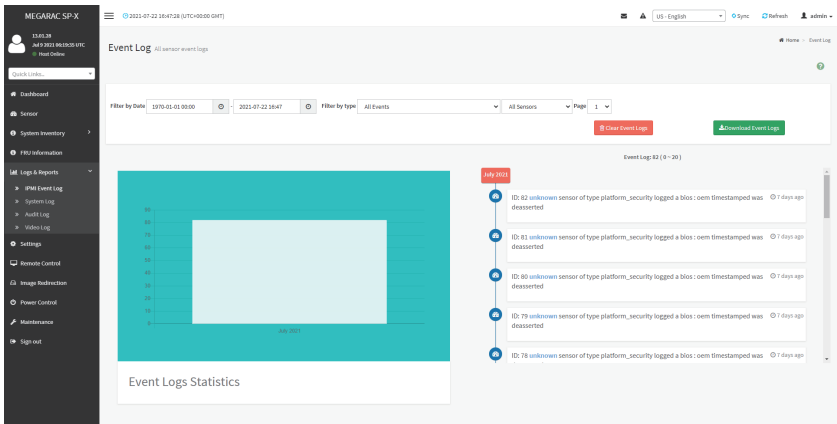 MEGARAC SP-X
2021-07-22 16:47:28 (UTC+00:00 GMT)
US - English
Sync
Refresh
admin
13.01.28
Jul 9 2021 06:19:55 UTC
Host Online
Quick Links...
Dashboard
Sensor
System Inventory
FRU Information
Logs & Reports
IPMI Event Log
System Log
Audit Log
Video Log
Settings
Remote Control
Image Redirection
Power Control
Maintenance
Sign out
Event Log All sensor event logs
Home > Event Log
Filter by Date 1970-01-01 00:00 - 2021-07-22 16:47 Filter by type All Events All Sensors Page 1
Clear Event Logs
Download Event Logs
Event Log: 82 ( 0 - 20 )
90
80
70
60
50
40
30
20
10
0
July 2021
Event Logs Statistics
July 2021
ID: 82 unknown sensor of type platform_security logged a bios : oem timestamped was 7 days ago
deasserted
ID: 81 unknown sensor of type platform_security logged a bios : oem timestamped was 7 days ago
deasserted
ID: 80 unknown sensor of type platform_security logged a bios : oem timestamped was 7 days ago
deasserted
ID: 79 unknown sensor of type platform_security logged a bios : oem timestamped was 7 days ago
deasserted
ID: 78 unknown sensor of type platform_security logged a bios : oem timestamped was 7 days ago